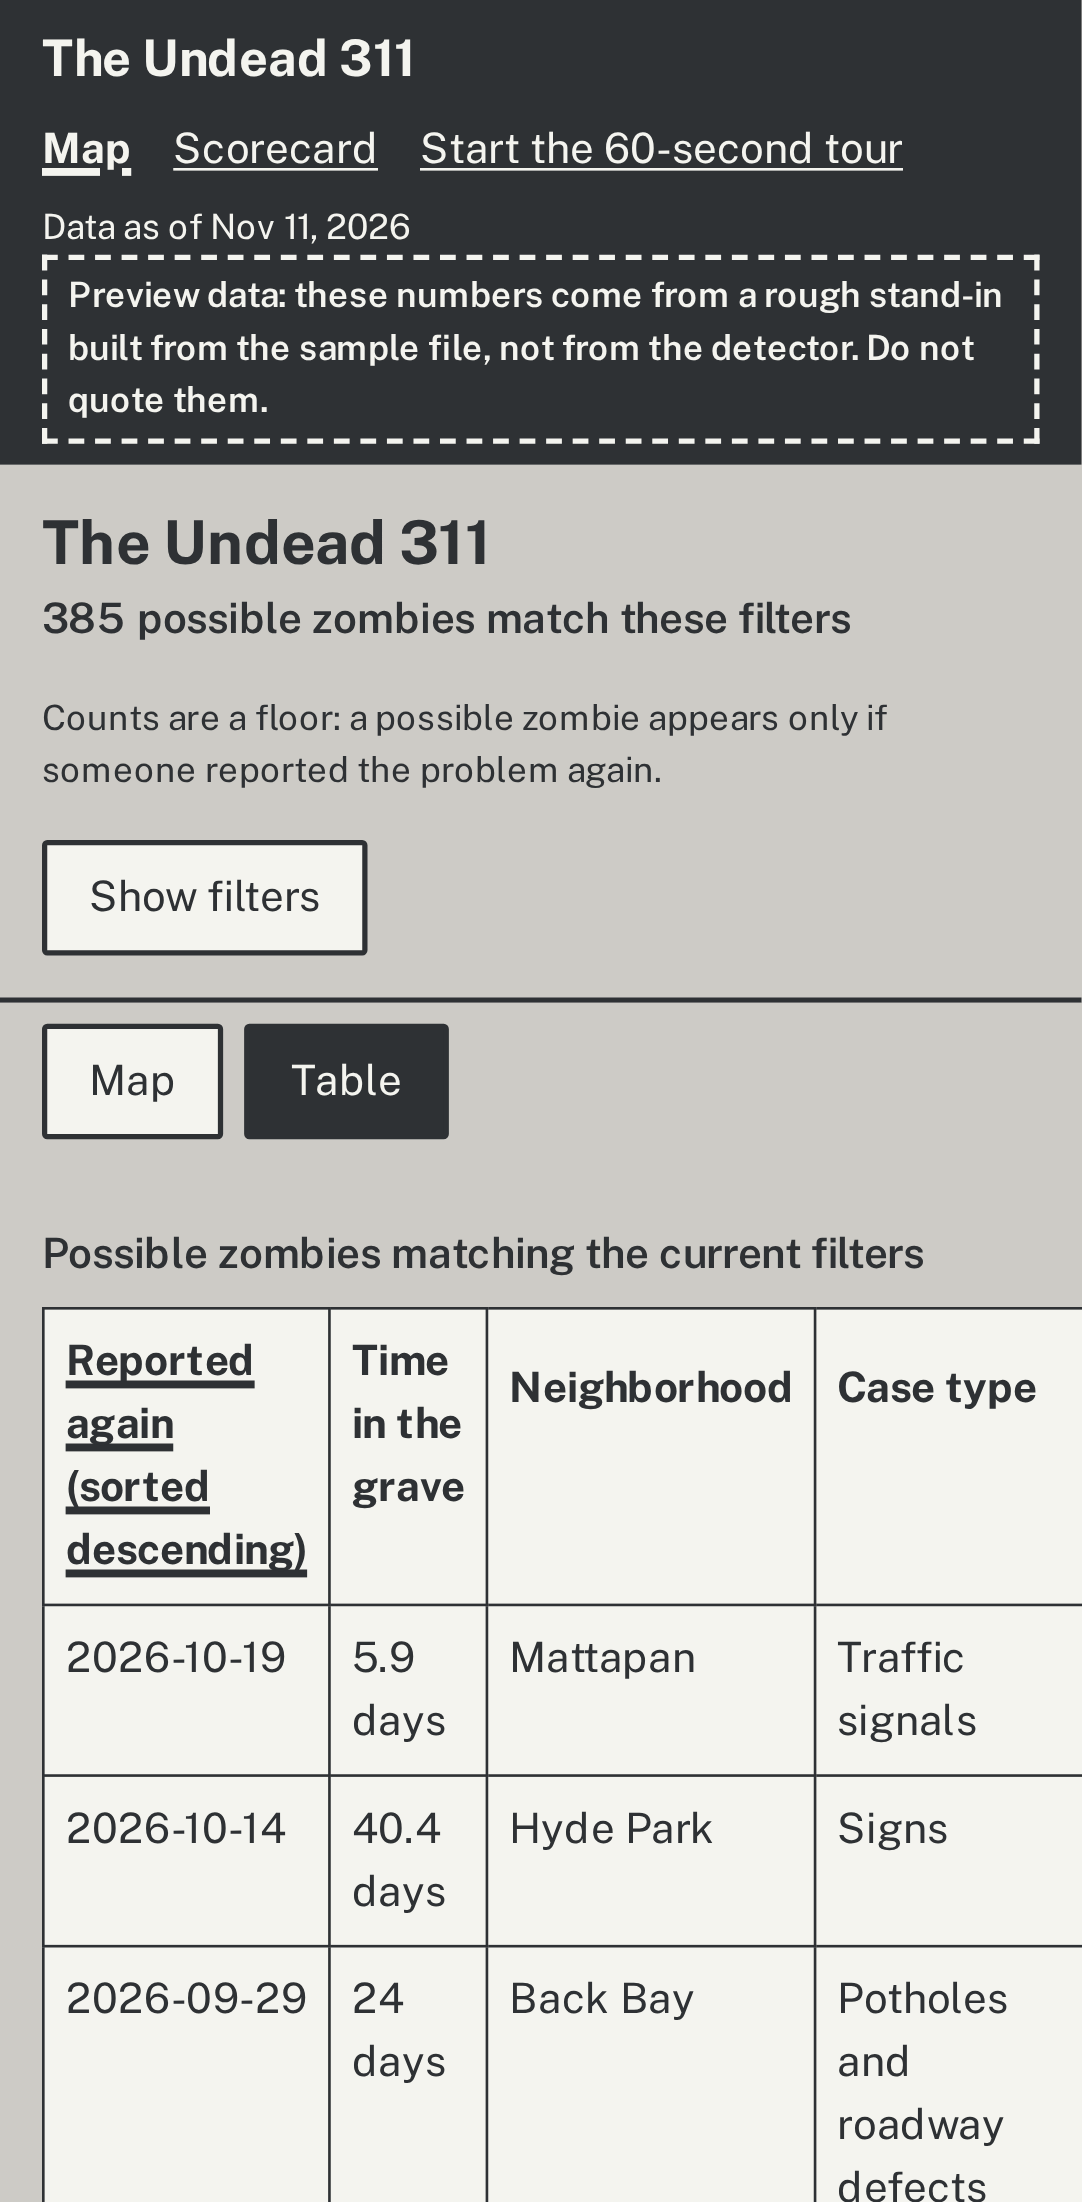 The Undead 311
Map Scorecard Start the 60-second tour
Data as of Nov 11, 2026
Preview data: these numbers come from a rough stand-in
built from the sample file, not from the detector. Do not
quote them.
The Undead 311
385 possible zombies match these filters
Counts are a floor: a possible zombie appears only if
someone reported the problem again.
Show filters
Map Table
Possible zombies matching the current filters
Reported
again
(sorted
descending)
Time
in the
grave
Neighborhood
Case type
2026-10-19
5.9
days
Mattapan
Traffic
signals
2026-10-14
40.4
days
Hyde Park
Signs
2026-09-29
24
days
Back Bay
Potholes
and
roadway
defects